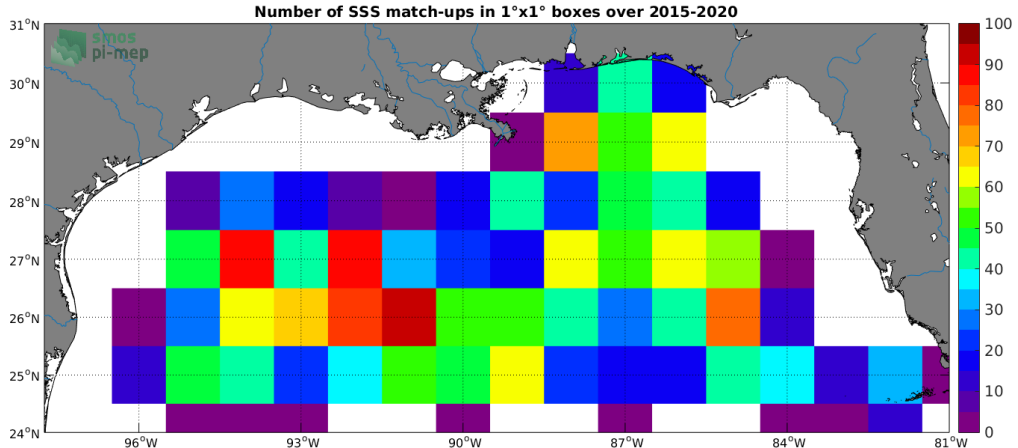 Number of SSS match-ups in 1°x1° boxes over 2015-2020
smos
pi-mep
31°N
30°N
29°N
28°N
27°N
26°N
25°N
24°N
96°W
93°W
90°W
87°W
84°W
81°W
100
90
80
70
60
50
40
30
20
10
0